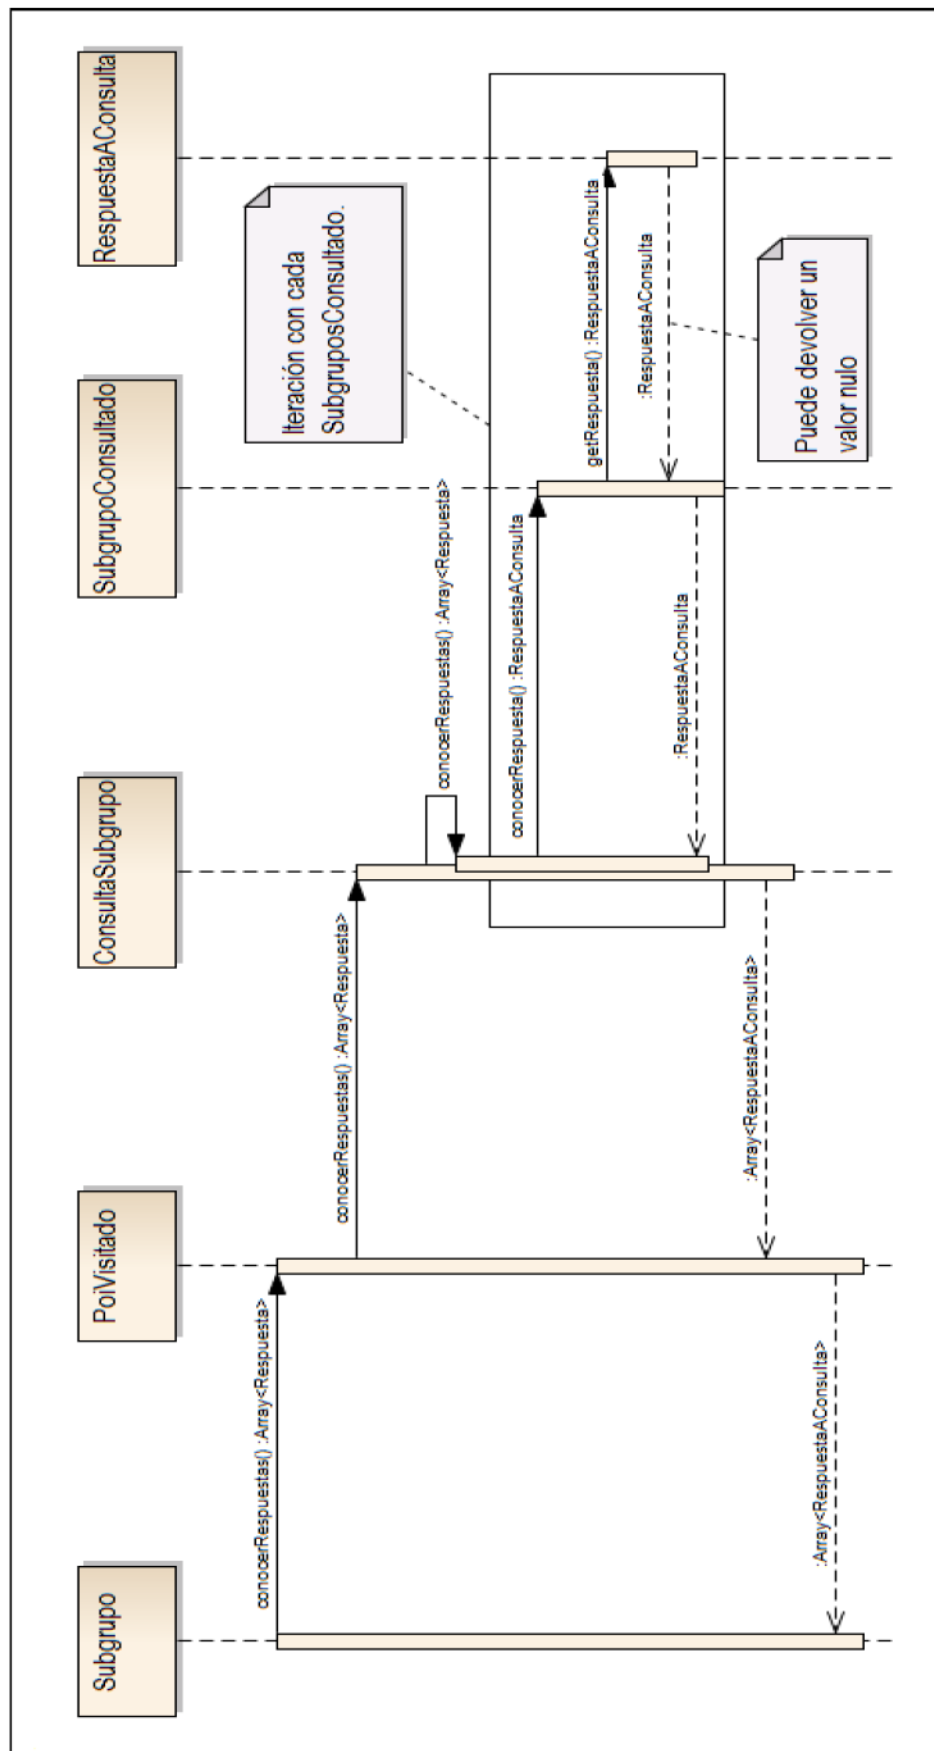 Subgrupo
PoiVisitado
ConsultaSubgrupo
SubgrupoConsultado
RespuestaAConsulta
conocerRespuestas() :Array<Respuesta>
conocerRespuestas() :Array<Respuesta>
conocerRespuestas() :Array<Respuesta>
Iteración con cada
SubgruposConsultado.
conocerRespuesta() :RespuestaAConsulta
getRespuesta() :RespuestaAConsulta
:RespuestaAConsulta
:RespuestaAConsulta
Puede devolver un
valor nulo
:Array<RespuestaAConsulta>
:Array<RespuestaAConsulta>